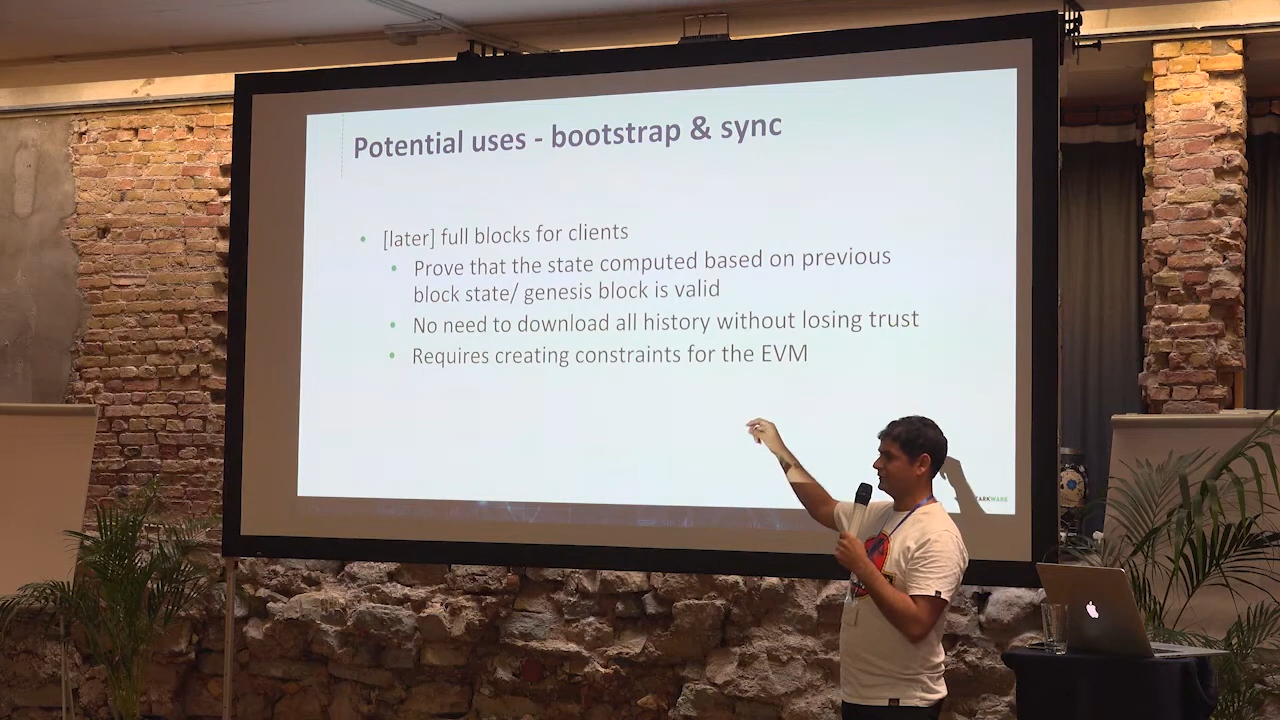 Potential uses - bootstrap & sync
• [later] full blocks for clients
• Prove that the state computed based on previous
block state/ genesis block is valid
• No need to download all history without losing trust
• Requires creating constraints for the EVM
TARKWARE